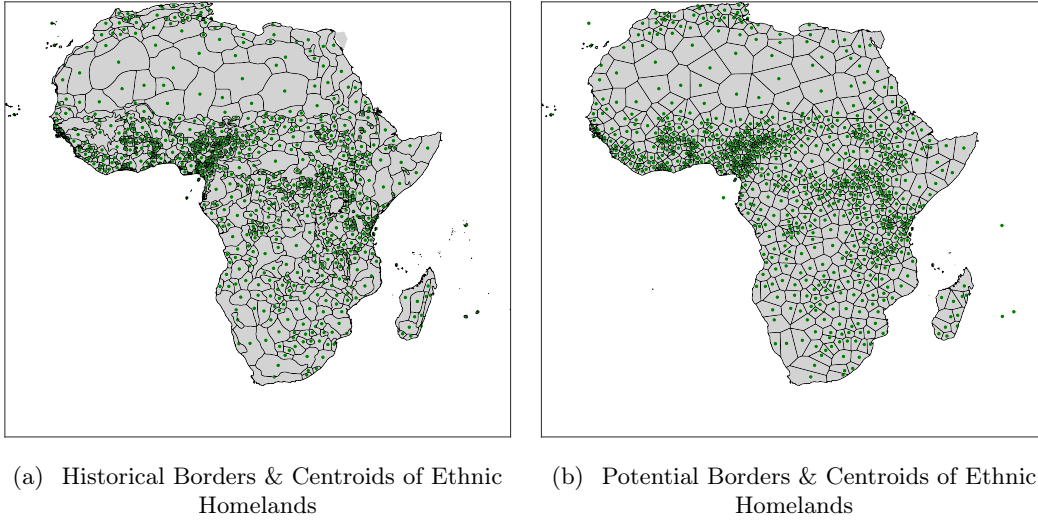 (a) Historical Borders & Centroids of Ethnic
Homelands
(b) Potential Borders & Centroids of Ethnic
Homelands